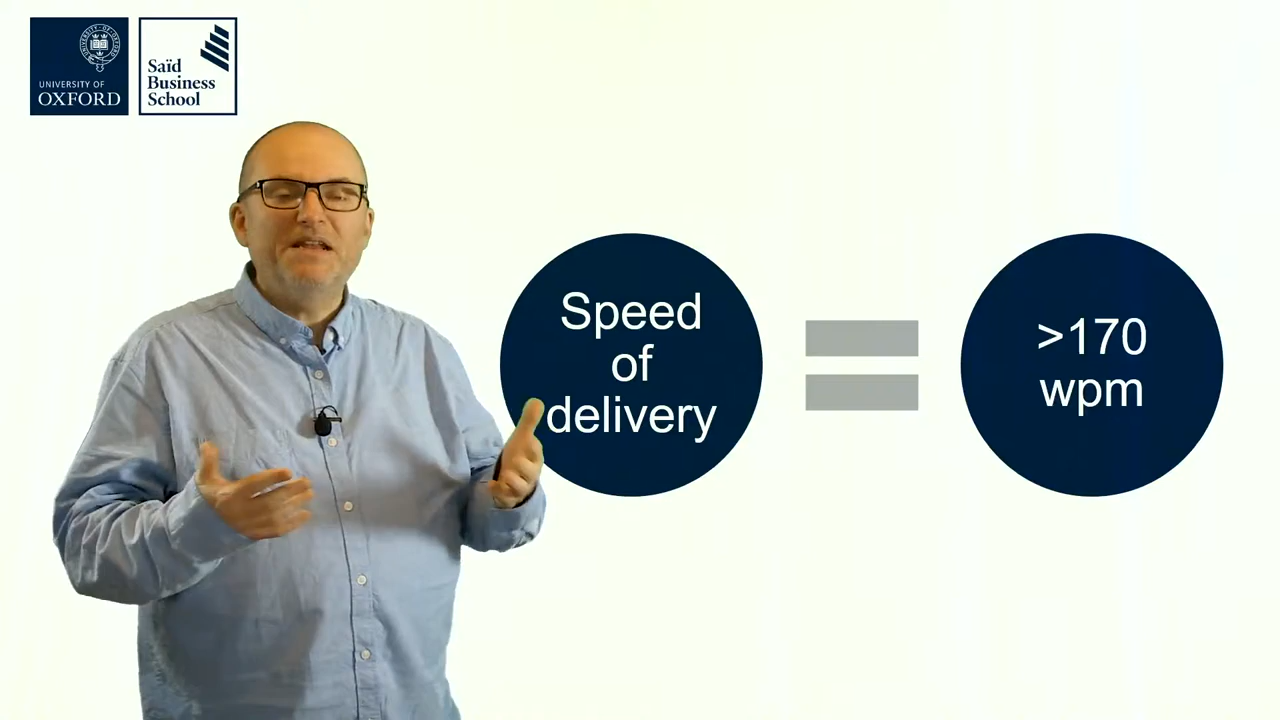 UNIVERSITY OF
OXFORD
Saïd
Business
School
Speed
of
delivery
>170
wpm